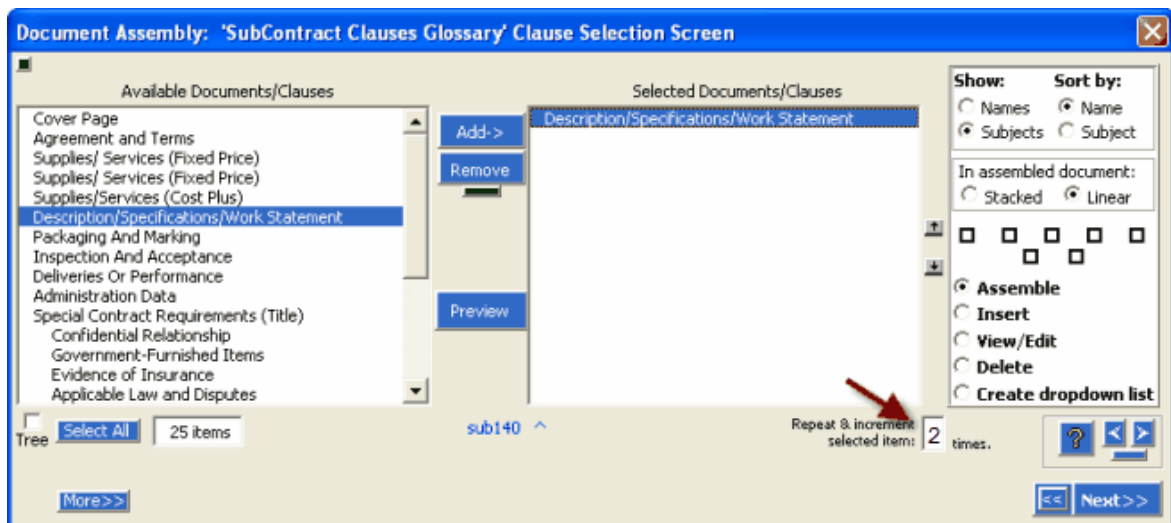 Document Assembly: 'SubContract Clauses Glossary' Clause Selection Screen
Available Documents/Clauses
Cover Page
Agreement and Terms
Supplies/ Services (Fixed Price)
Supplies/ Services (Fixed Price)
Supplies/Services (Cost Plus)
Description/Specifications/Work Statement
Packaging And Marking
Inspection And Acceptance
Deliveries Or Performance
Administration Data
Special Contract Requirements (Title)
Confidential Relationship
Government-Furnished Items
Evidence of Insurance
Applicable Law and Disputes
Add->
Remove
Preview
Selected Documents/Clauses
Description/Specifications/Work Statement
Show: Sort by:
Names Name
Subjects Subject
In assembled document:
Stacked Linear
Assemble
Insert
View/Edit
Delete
Create dropdown list
Tree Select All 25 items
sub140 ^
Repeat & increment
selected item: 2 times.
?
< >
More>>
<< Next>>